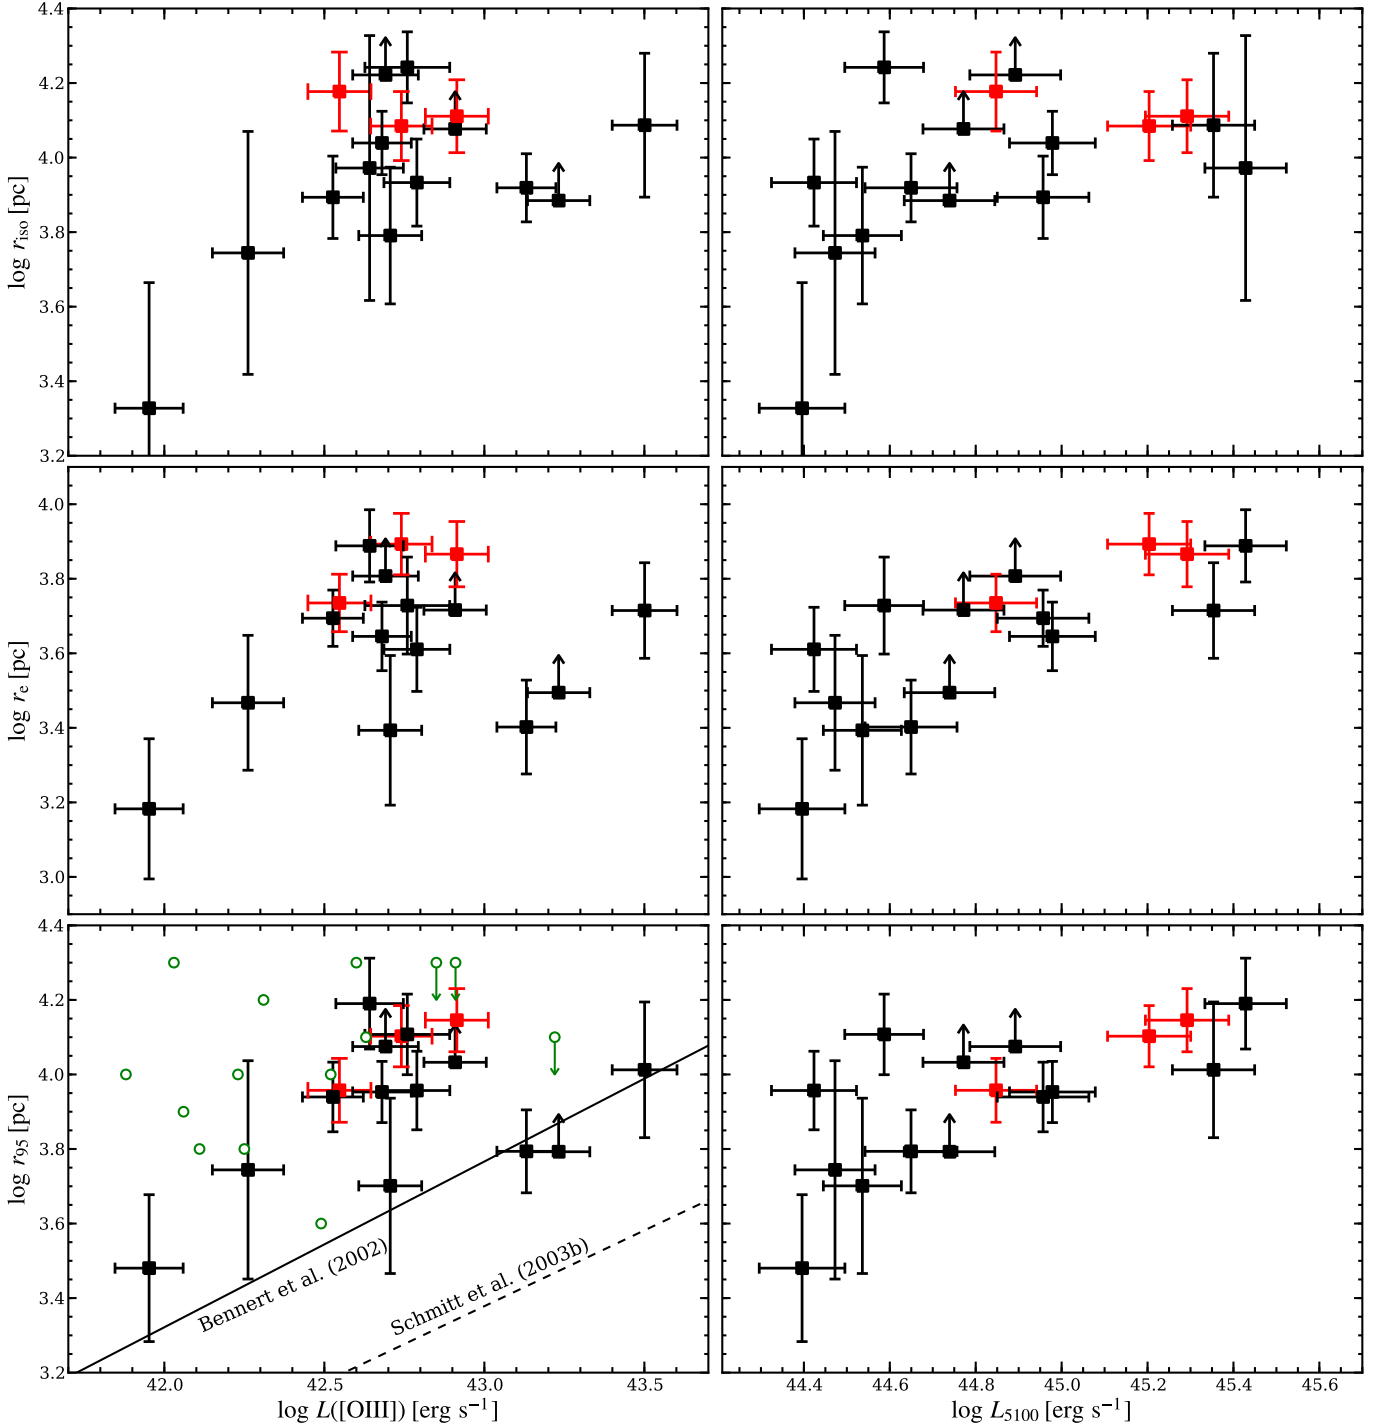 4.4
4.2
4.0
3.8
3.6
3.4
3.2
log r_iso [pc]
4.0
3.8
3.6
3.4
3.2
3.0
log r_e [pc]
4.4
4.2
4.0
3.8
3.6
3.4
3.2
log r_95 [pc]
Bennert et al. (2002)
Schmitt et al. (2003b)
42.0 42.5 43.0 43.5
44.4 44.6 44.8 45.0 45.2 45.4 45.6
log L([OIII]) [erg s⁻¹]
log L₅₁₀₀ [erg s⁻¹]